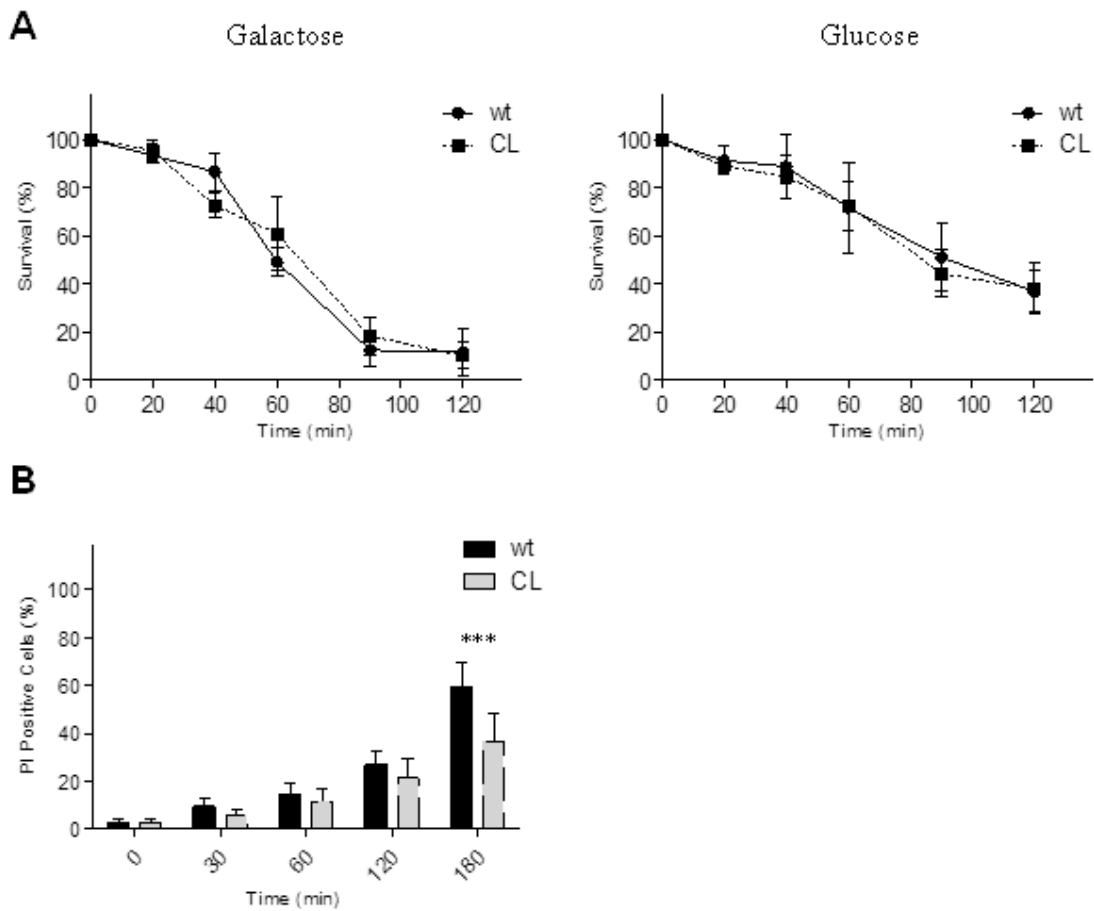 A
Galactose
Glucose
wt
CL
100
80
60
40
20
0
Survival (%)
0 20 40 60 80 100 120
Time (min)
wt
CL
100
80
60
40
20
0
Survival (%)
0 20 40 60 80 100 120
Time (min)
B
wt
CL
100
80
60
40
20
0
PI Positive Cells (%)
***
0 30 60 120 180
Time (min)